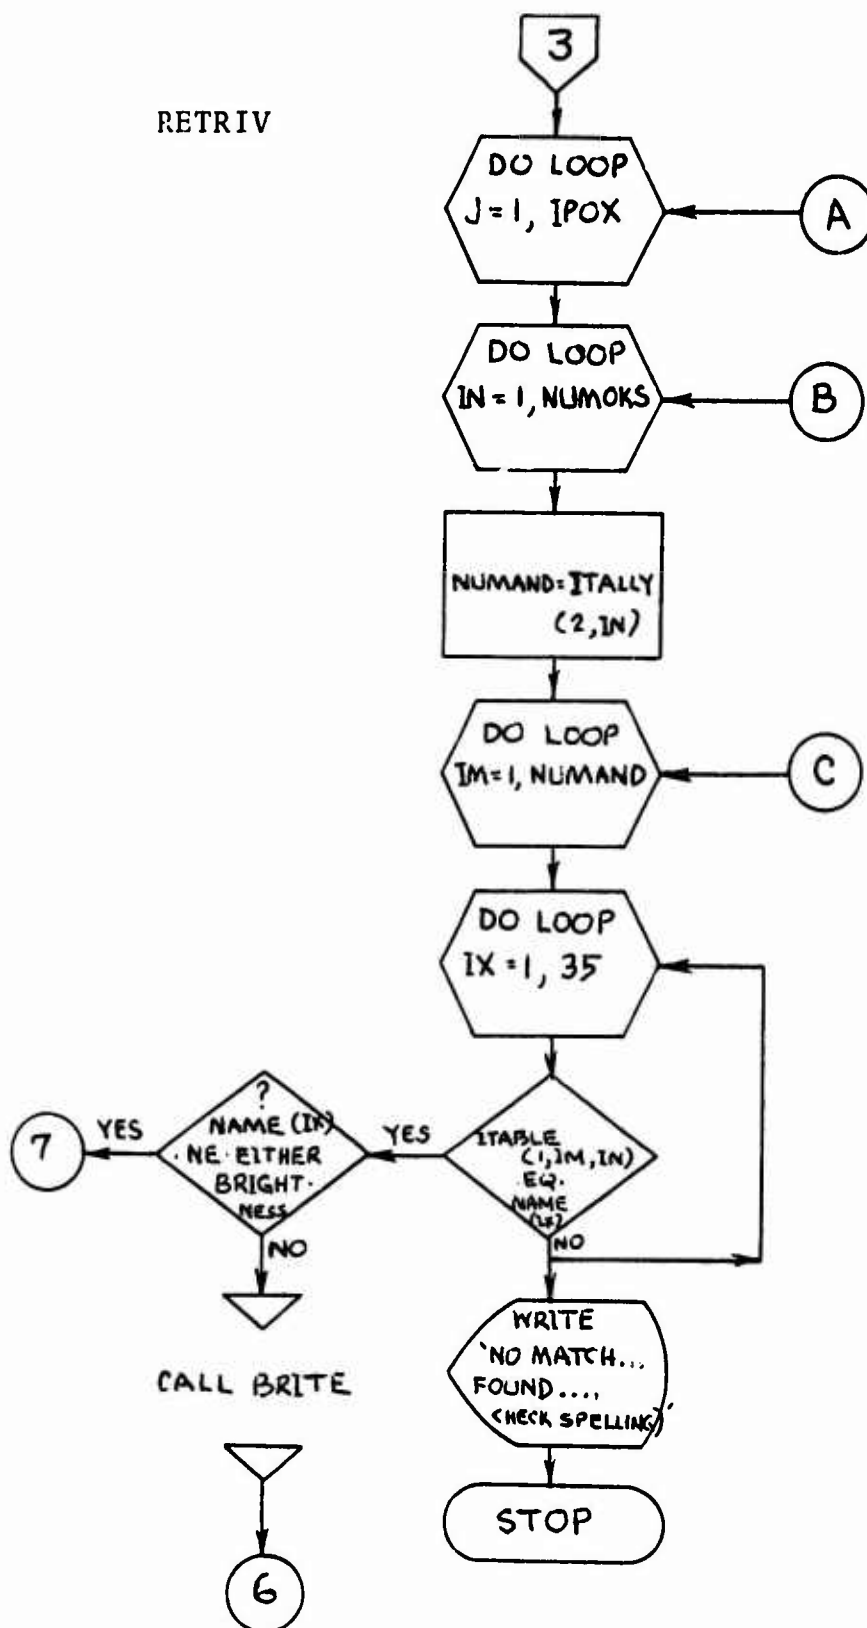 3
RETRIV
DO LOOP
J=1, IPOX
A
DO LOOP
IN=1, NUMOKS
B
NUMAND=ITALLY
(2,IN)
DO LOOP
IM=1, NUMAND
C
DO LOOP
IX=1, 35
7
YES
?
NAME (IX)
.NE.EITHER
BRIGHT-
NESS
YES
ITABLE
(1,IM,IN)
.EQ.
NAME
(IX)
NO
NO
WRITE
'NO MATCH...
FOUND....
CHECK SPELLING)'
CALL BRITE
STOP
6